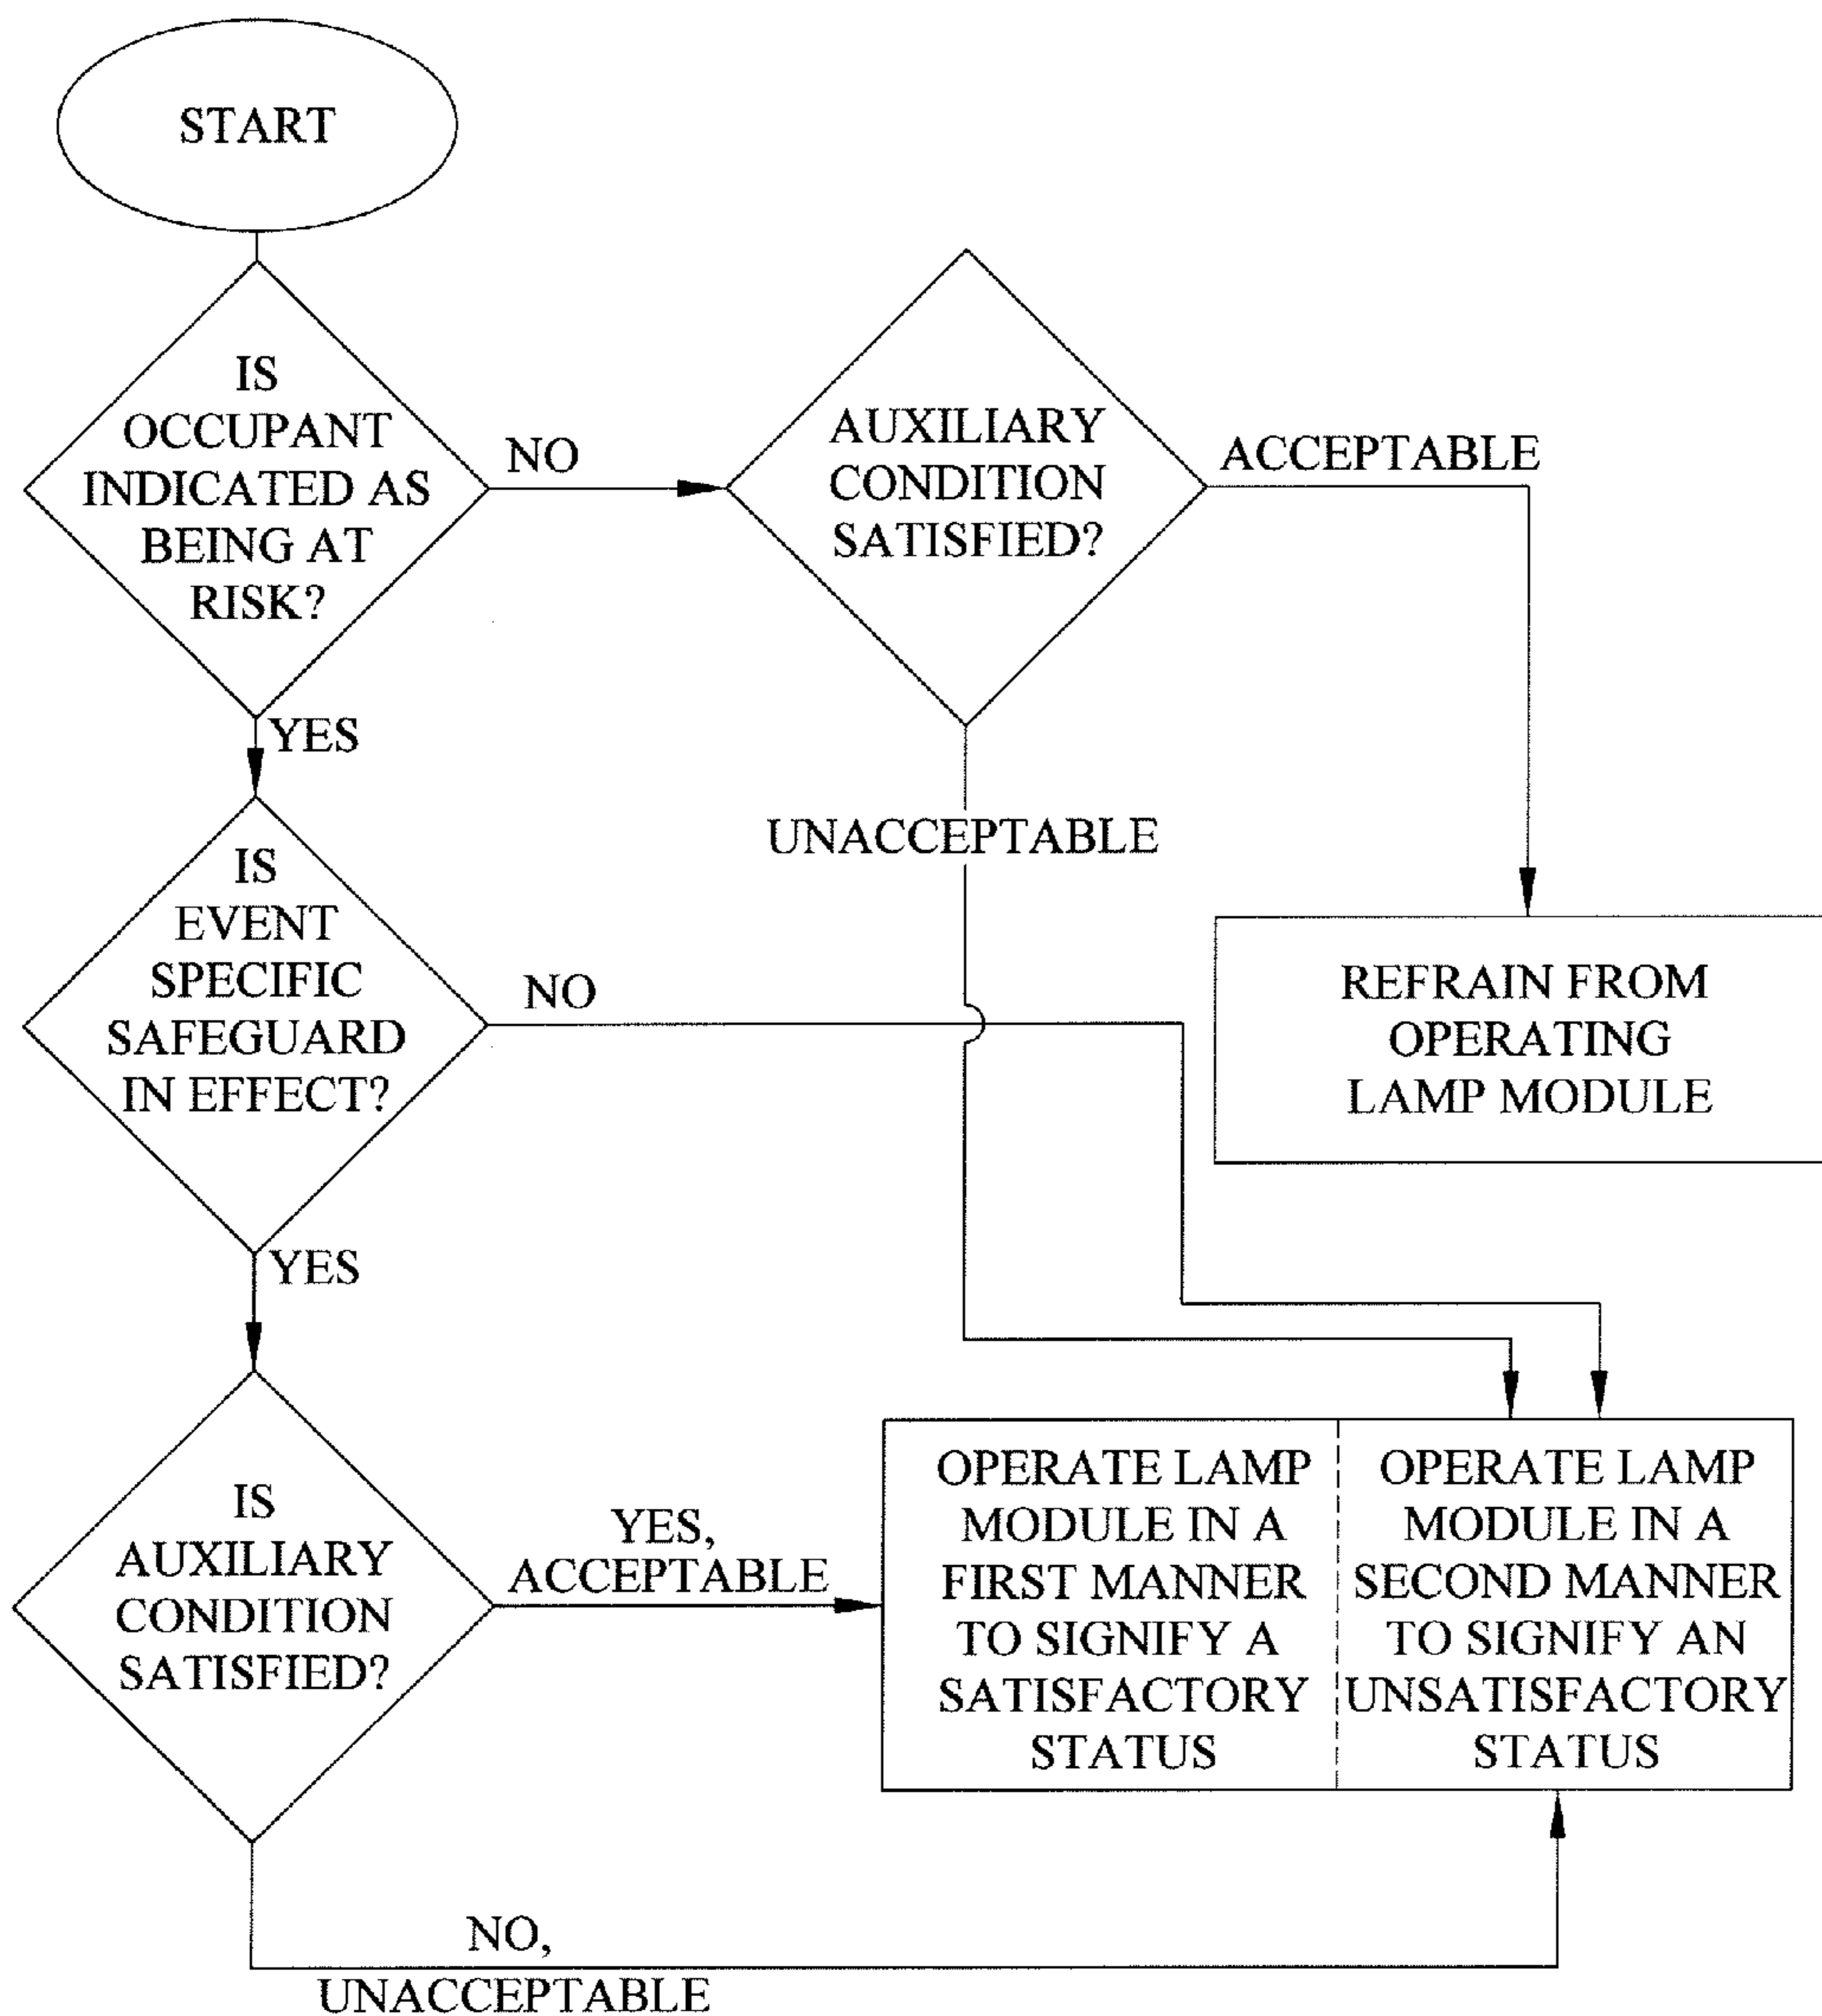 START
IS
OCCUPANT
INDICATED AS
BEING AT
RISK?
NO
AUXILIARY
CONDITION
SATISFIED?
ACCEPTABLE
YES
UNACCEPTABLE
IS
EVENT
SPECIFIC
SAFEGUARD
IN EFFECT?
NO
REFRAIN FROM
OPERATING
LAMP MODULE
YES
IS
AUXILIARY
CONDITION
SATISFIED?
YES,
ACCEPTABLE
OPERATE LAMP
MODULE IN A
FIRST MANNER
TO SIGNIFY A
SATISFACTORY
STATUS
OPERATE LAMP
MODULE IN A
SECOND MANNER
TO SIGNIFY AN
UNSATISFACTORY
STATUS
NO,
UNACCEPTABLE